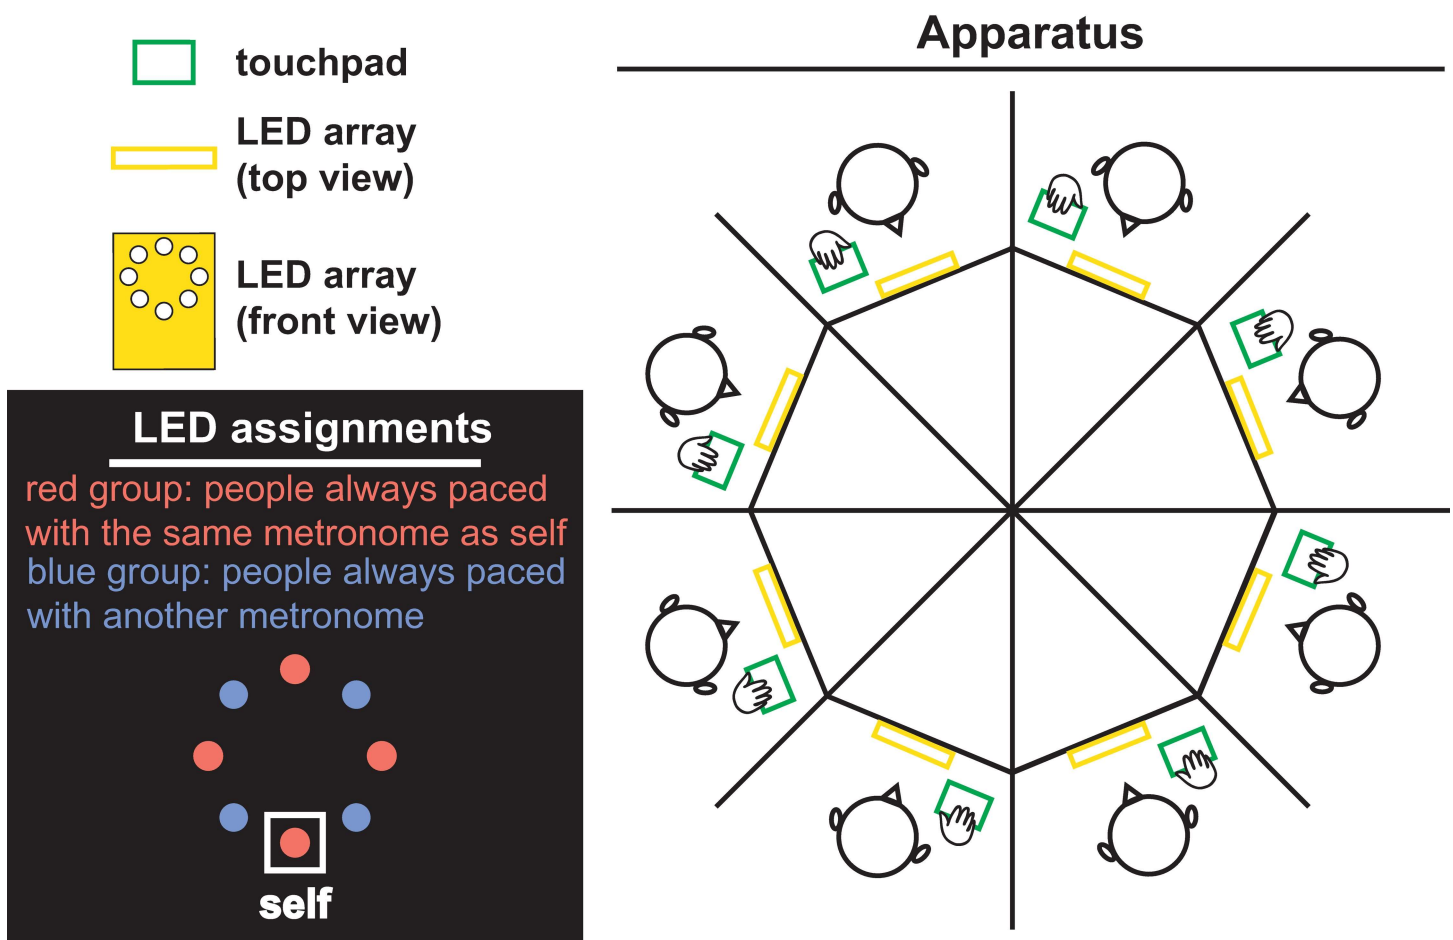 touchpad
LED array
(top view)
LED array
(front view)
LED assignments
red group: people always paced
with the same metronome as self
blue group: people always paced
with another metronome
self
Apparatus